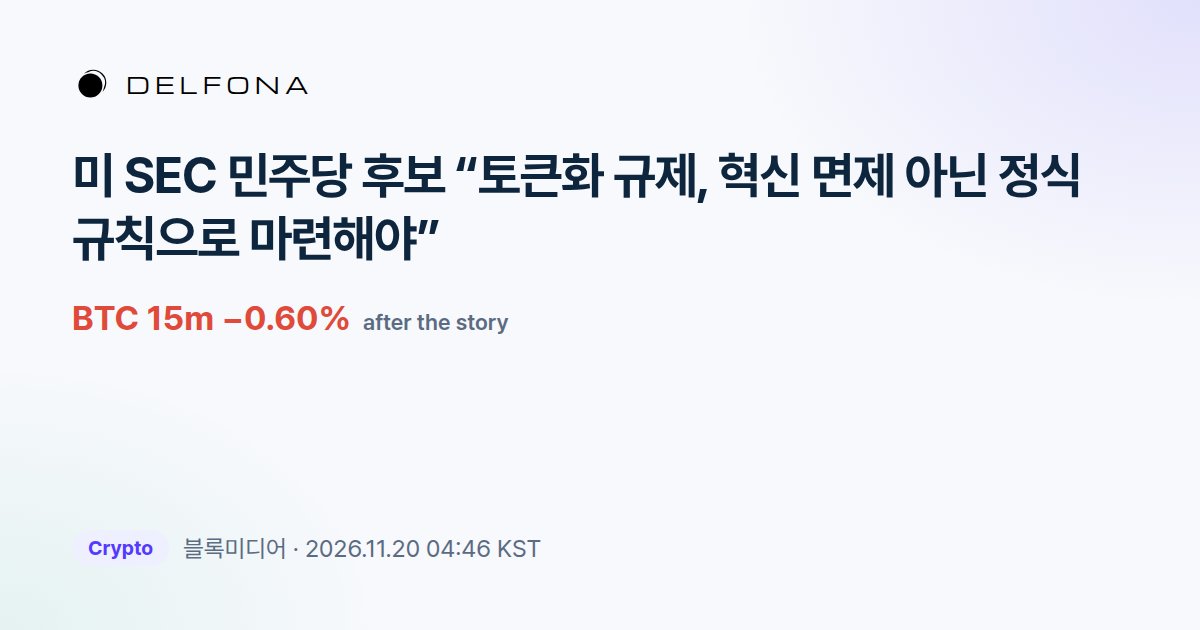 DELFONA
미 SEC 민주당 후보 “토큰화 규제, 혁신 면제 아닌 정식
규칙으로 마련해야”
BTC 15m −0.60% after the story
Crypto 블록미디어 · 2026.11.20 04:46 KST